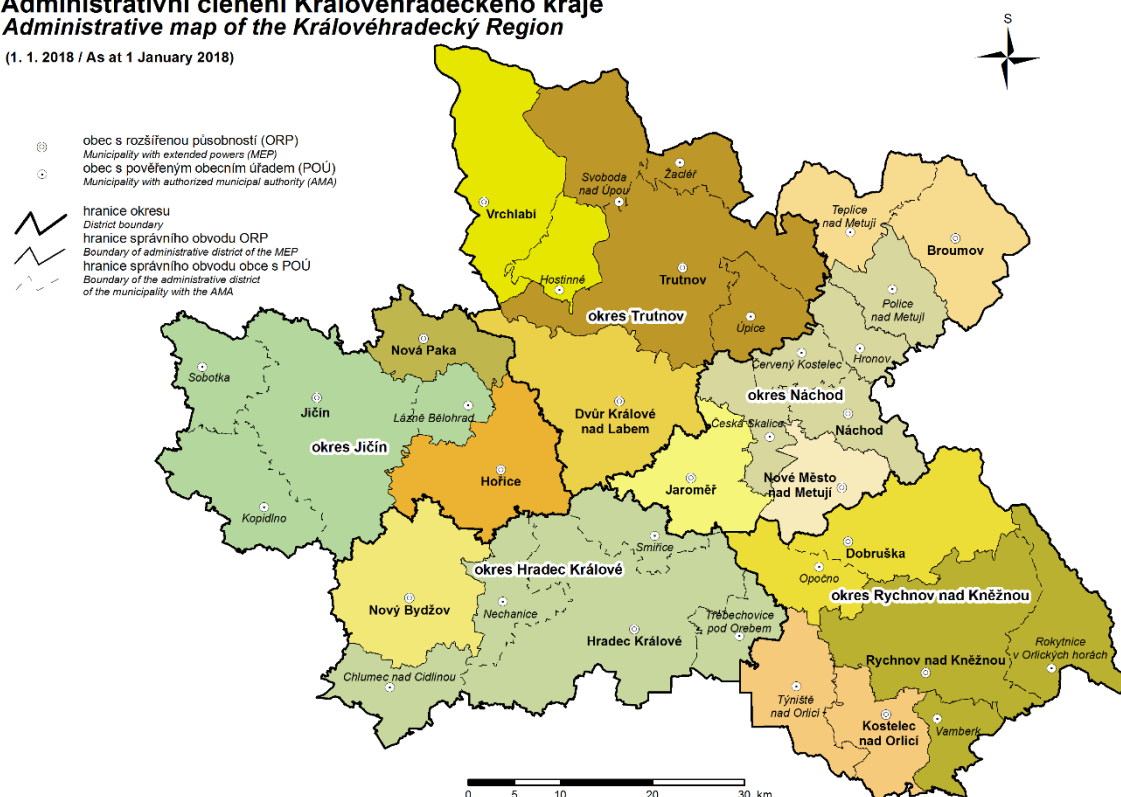 Administrativní členění Královéhradeckého kraje
Administrative map of the Královéhradecký Region
(1. 1. 2018 / As at 1 January 2018)
S
obec s rozšířenou působností (ORP)
Municipality with extended powers (MEP)
obec s pověřeným obecním úřadem (POÚ)
Municipality with authorized municipal authority (AMA)
hranice okresu
District boundary
hranice správního obvodu ORP
Boundary of administrative district of the MEP
hranice správního obvodu obce s POÚ
Boundary of the administrative district
of the municipality with the AMA
Vrchlabí
Svoboda
nad Úpou
Žacléř
Teplice
nad Metují
Broumov
Hostinné
Trutnov
okres Trutnov
Úpice
Police
nad Metují
Nová Paka
Červený Kostelec
Hronov
Sobotka
Jičín
Lázně Bělohrad
okres Jičín
Dvůr Králové
nad Labem
okres Náchod
Česká Skalice
Náchod
Hořice
Jaroměř
Nové Město
nad Metují
Kopidlno
Smiřice
Dobruška
okres Hradec Králové
Opočno
okres Rychnov nad Kněžnou
Nový Bydžov
Nechanice
Hradec Králové
Třebechovice
pod Orebem
Rokytnice
v Orlických horách
Rychnov nad Kněžnou
Chlumec nad Cidlinou
Týniště
nad Orlicí
Kostelec
nad Orlicí
Vamberk
0 5 10 20 30 km